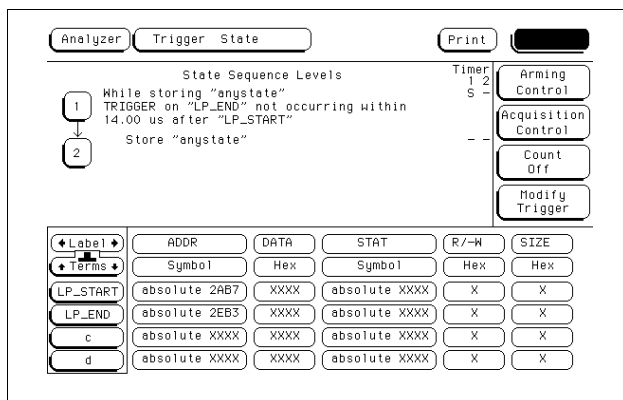 Analyzer Trigger State Print
State Sequence Levels Timer
1 2
While storing "anystate" S -
1 TRIGGER on "LP_END" not occurring within
14.00 us after "LP_START"
2 Store "anystate" - -
Arming
Control
Acquisition
Control
Count
Off
Modify
Trigger
Label ADDR DATA STAT R/-W SIZE
Terms Symbol Hex Symbol Hex Hex
LP_START absolute 2AB7 XXXX absolute XXXX X X
LP_END absolute 2EB3 XXXX absolute XXXX X X
c absolute XXXX XXXX absolute XXXX X X
d absolute XXXX XXXX absolute XXXX X X